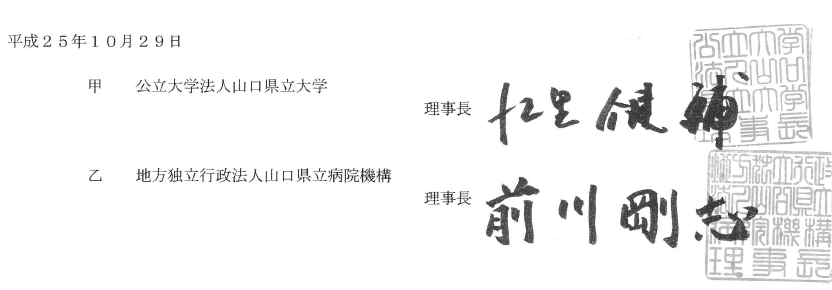 平成25年10月29日
甲　公立大学法人山口県立大学
理事長　江里健輔
乙　地方独立行政法人山口県立病院機構
理事長　前川剛志